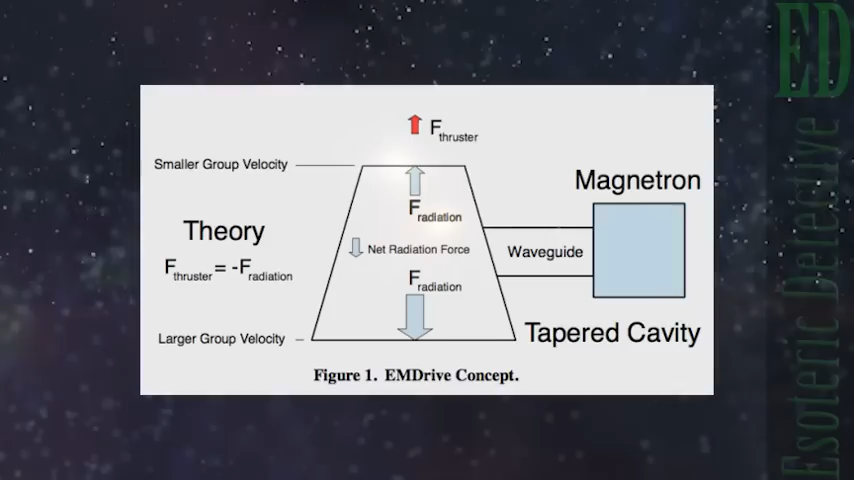 ED
Esoteric Detective
F thruster
Smaller Group Velocity
Magnetron
F radiation
Theory
Net Radiation Force
Waveguide
F thruster = -F radiation
F radiation
Larger Group Velocity
Tapered Cavity
Figure 1. EMDrive Concept.